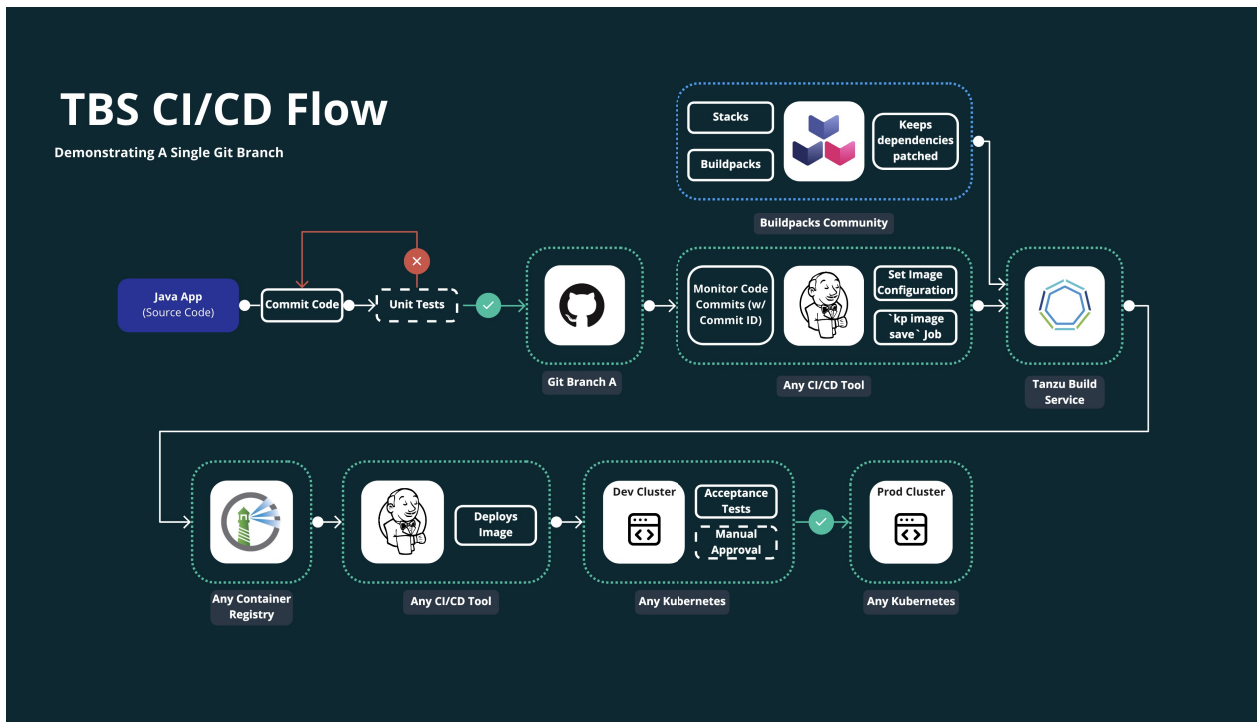 TBS CI/CD Flow
Demonstrating A Single Git Branch
Stacks
Buildpacks
Keeps
dependencies
patched
Buildpacks Community
Java App
(Source Code)
Commit Code
Unit Tests
Git Branch A
Monitor Code
Commits (w/
Commit ID)
Set Image
Configuration
`kp image
save` Job
Any CI/CD Tool
Tanzu Build
Service
Any Container
Registry
Deploys
Image
Any CI/CD Tool
Dev Cluster
Acceptance
Tests
Manual
Approval
Any Kubernetes
Prod Cluster
Any Kubernetes